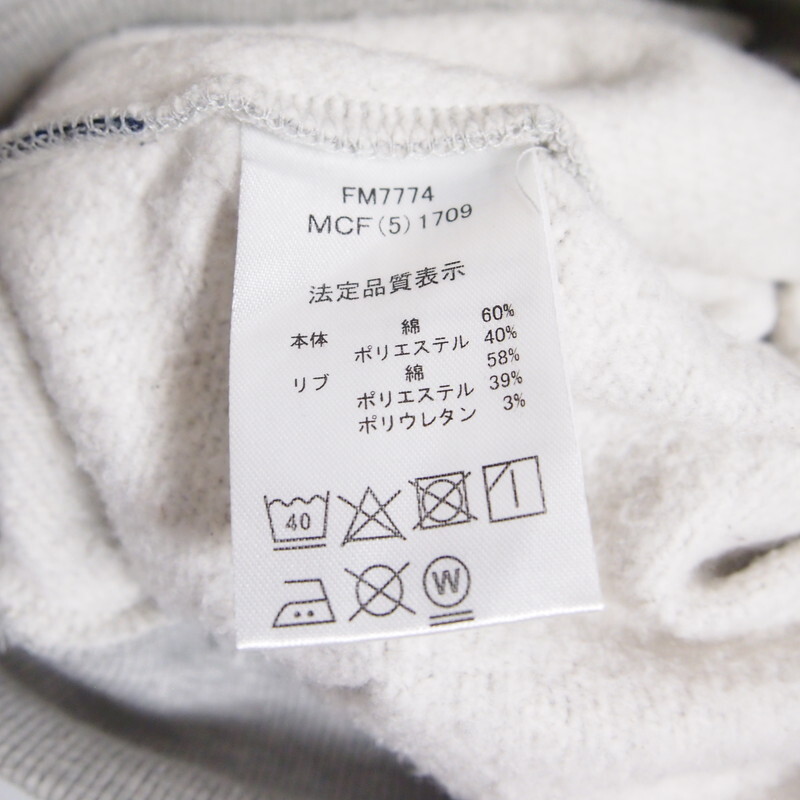 FM7774
MCF(5)1709
法定品質表示
本体 綿 60%
ポリエステル 40%
リブ 綿 58%
ポリエステル 39%
ポリウレタン 3%
40
W